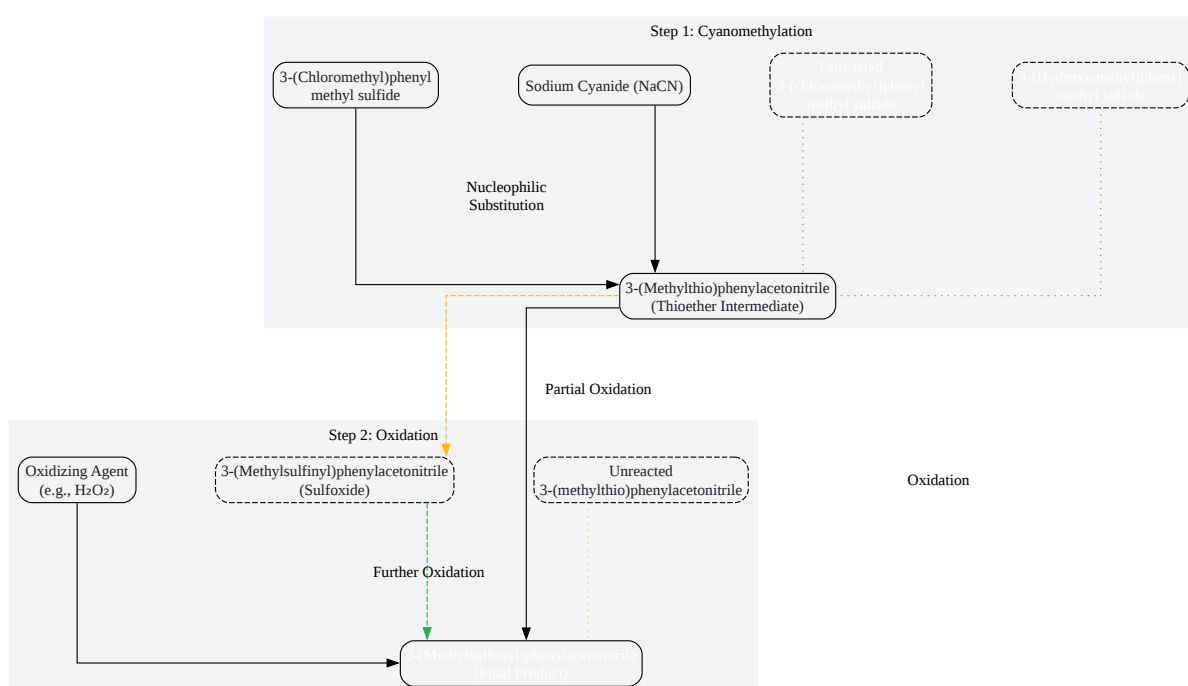 Step 1: Cyanomethylation
3-(Chloromethyl)phenyl
methyl sulfide
Sodium Cyanide (NaCN)
Unreacted
3-(chloromethyl)phenyl
methyl sulfide
3-(Hydroxymethyl)phenyl
methyl sulfide
Nucleophilic
Substitution
3-(Methylthio)phenylacetonitrile
(Thioether Intermediate)
Partial Oxidation
Step 2: Oxidation
Oxidizing Agent
(e.g., H₂O₂)
3-(Methylsulfinyl)phenylacetonitrile
(Sulfoxide)
Unreacted
3-(methylthio)phenylacetonitrile
Oxidation
Further Oxidation
3-(Methylsulfonyl)phenylacetonitrile
(Final Product)